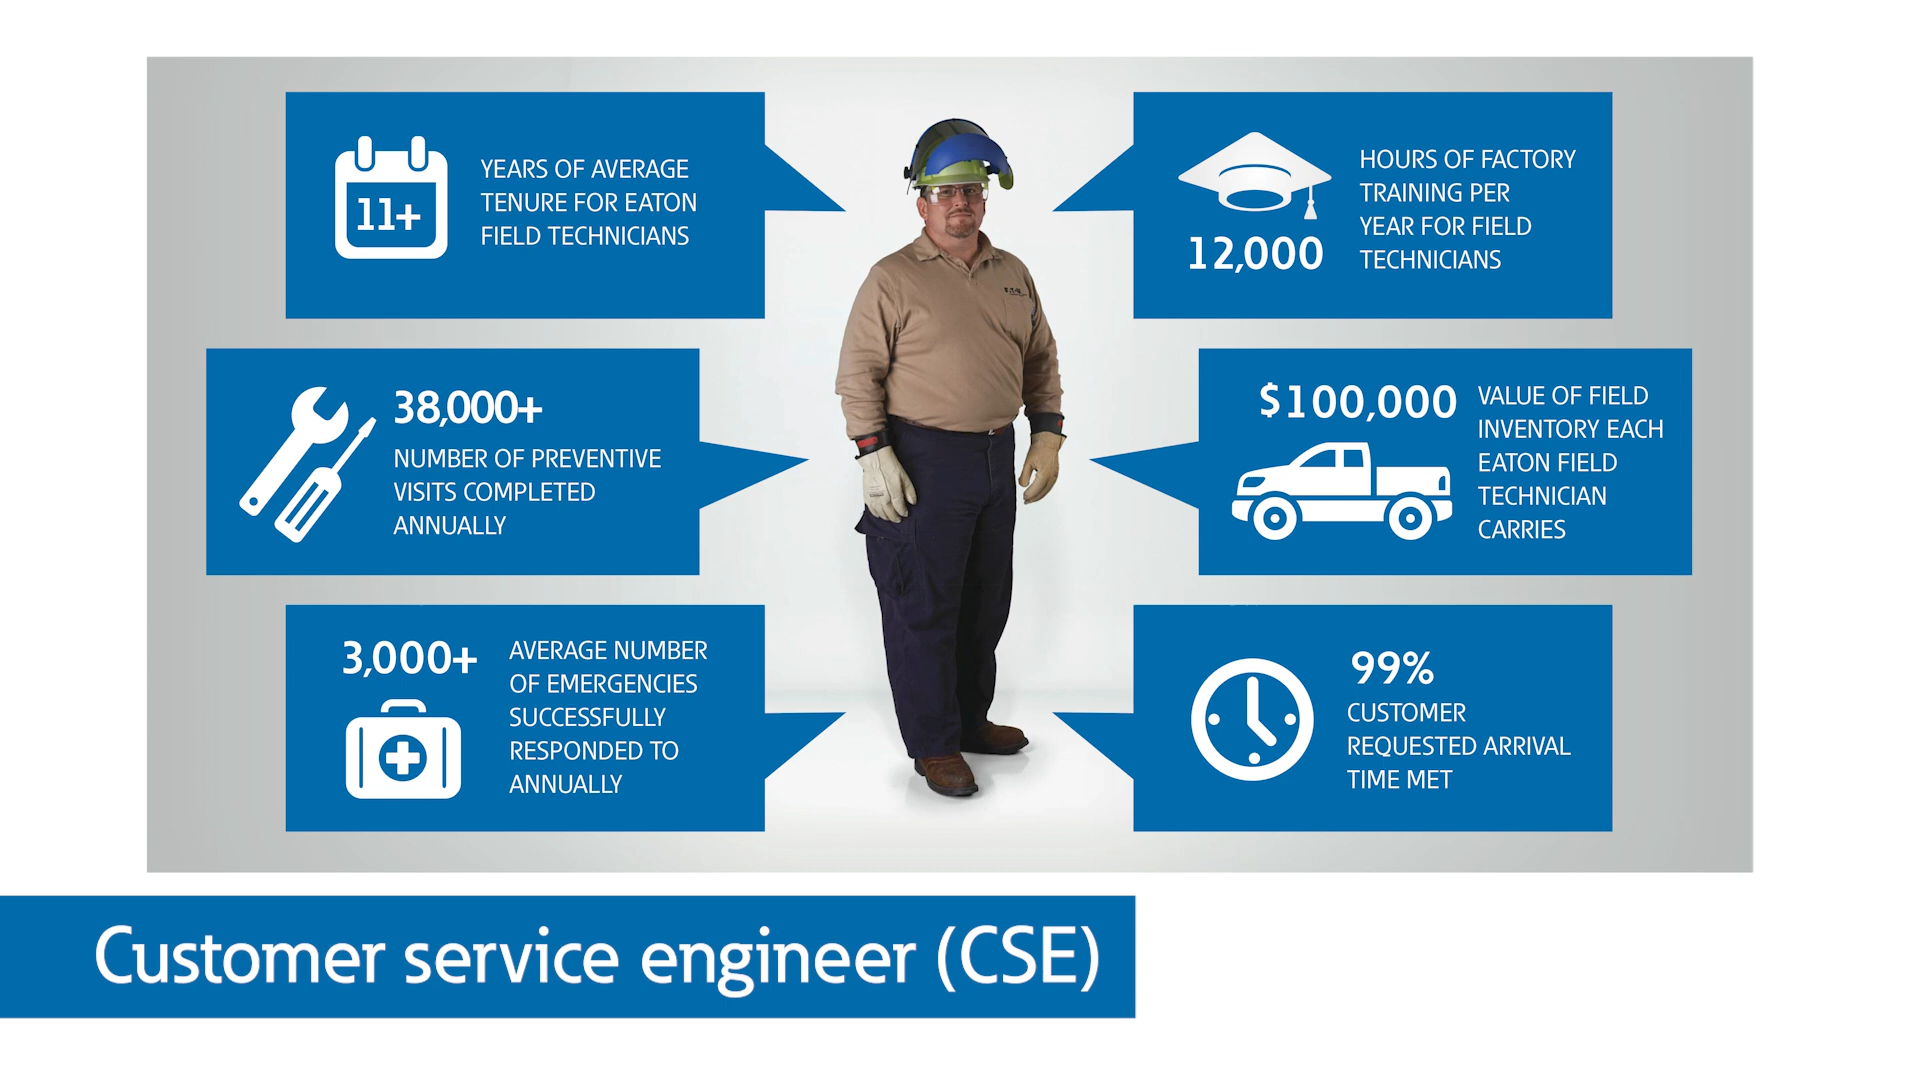 11+
YEARS OF AVERAGE
TENURE FOR EATON
FIELD TECHNICIANS
12,000
HOURS OF FACTORY
TRAINING PER
YEAR FOR FIELD
TECHNICIANS
38,000+
NUMBER OF PREVENTIVE
VISITS COMPLETED
ANNUALLY
$100,000
VALUE OF FIELD
INVENTORY EACH
EATON FIELD
TECHNICIAN
CARRIES
3,000+
AVERAGE NUMBER
OF EMERGENCIES
SUCCESSFULLY
RESPONDED TO
ANNUALLY
99%
CUSTOMER
REQUESTED ARRIVAL
TIME MET
Customer service engineer (CSE)